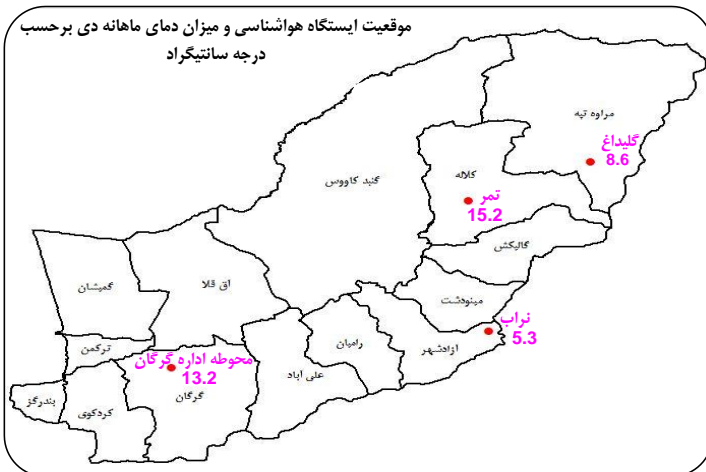 موقعیت ایستگاه هواشناسی و میزان دمای ماهانه دی برحسب
درجه سانتیگراد
مراوه تپه
گلیداغ
8.6
کلاله
گنبد کاووس
تمر
15.2
گالیکش
گمیشان
اق قلا
مینودشت
نراب
5.3
ترکمن
رامیان
ازادشهر
محوطه اداره گرگان
13.2
علی اباد
بندرگز
کردکوی
گرگان